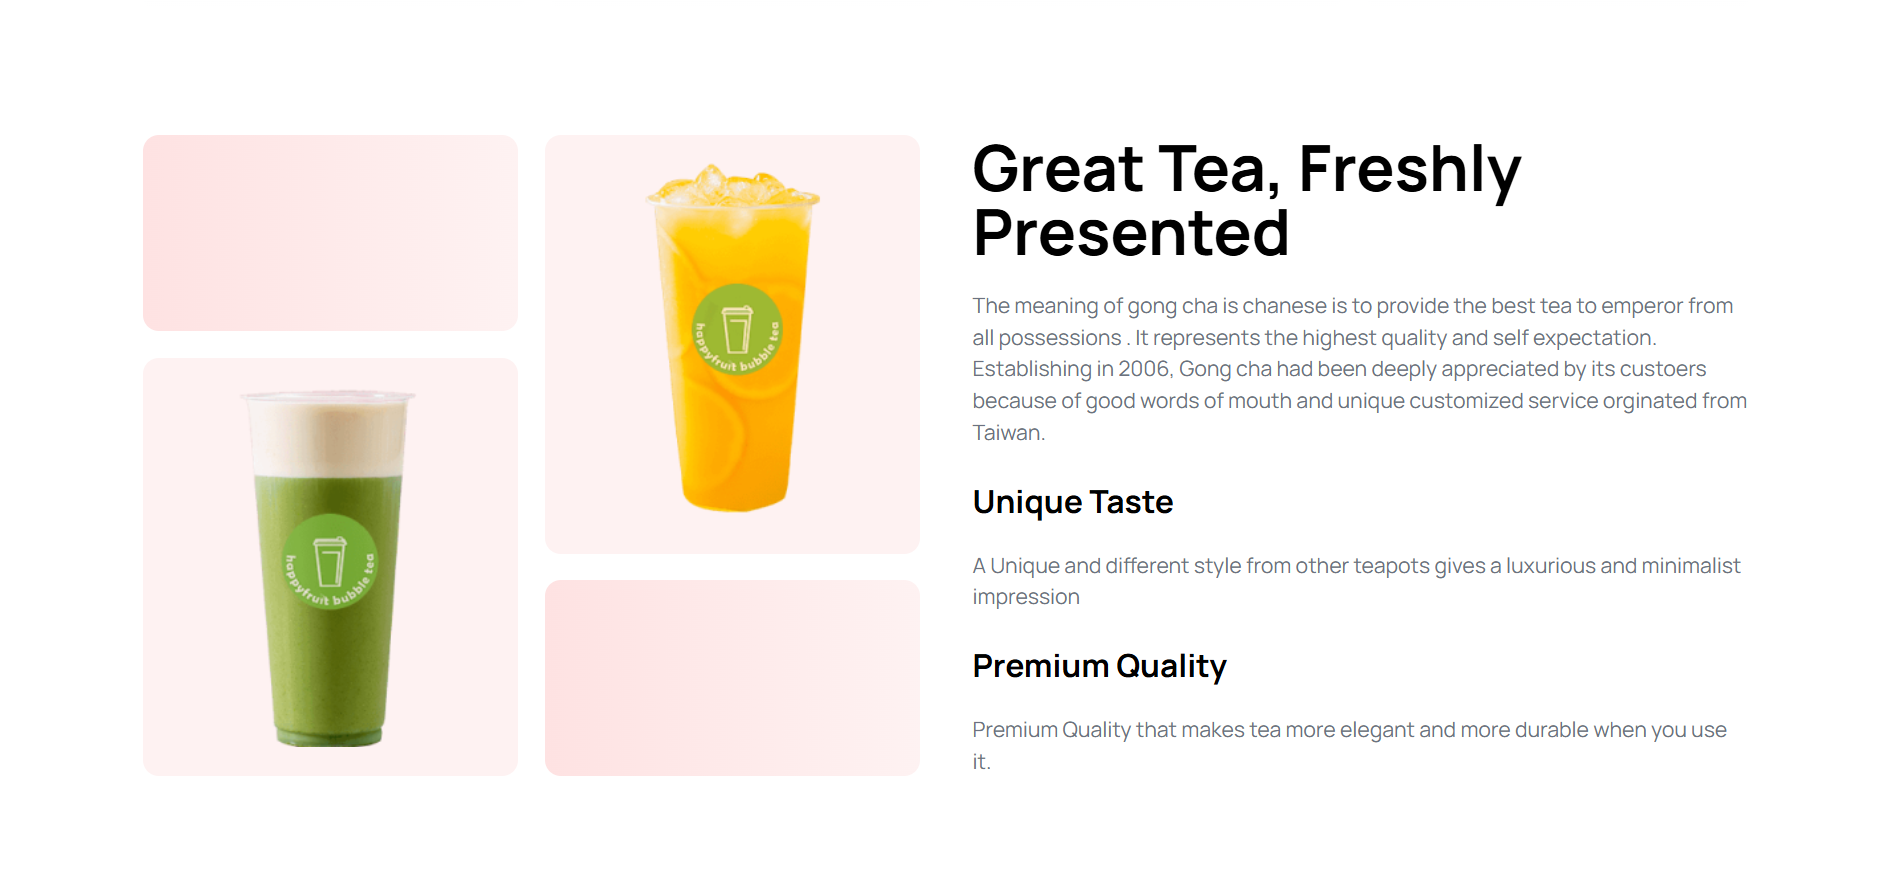 happyfruit bubble tea
happyfruit bubble tea
Great Tea, Freshly
Presented
The meaning of gong cha is chanese is to provide the best tea to emperor from
all possessions . It represents the highest quality and self expectation.
Establishing in 2006, Gong cha had been deeply appreciated by its custoers
because of good words of mouth and unique customized service orginated from
Taiwan.
Unique Taste
A Unique and different style from other teapots gives a luxurious and minimalist
impression
Premium Quality
Premium Quality that makes tea more elegant and more durable when you use
it.